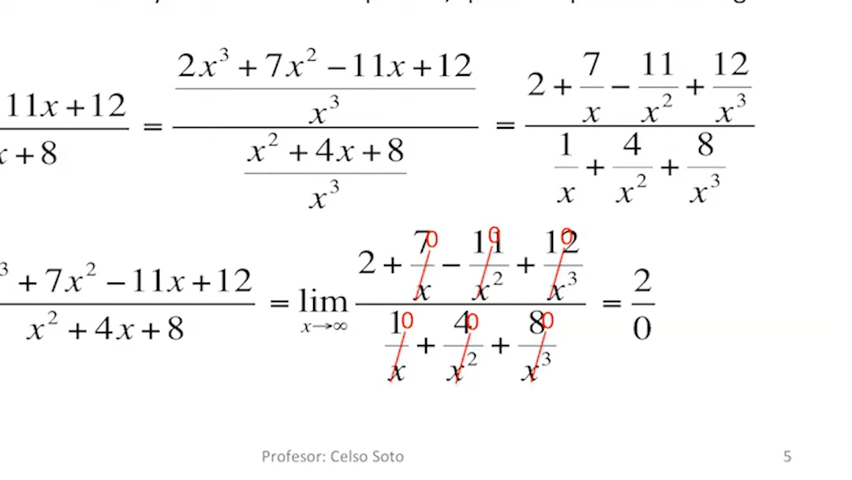 11x + 12 / x + 8 = ((2x³ + 7x² − 11x + 12) / x³) / ((x² + 4x + 8) / x³) = (2 + 7/x − 11/x² + 12/x³) / (1/x + 4/x² + 8/x³)
³ + 7x² − 11x + 12 / x² + 4x + 8 = lim x→∞ (2 + 7/x 0 − 11/x² 0 + 12/x³ 0) / (1/x 0 + 4/x² 0 + 8/x³ 0) = 2/0
Profesor: Celso Soto 5